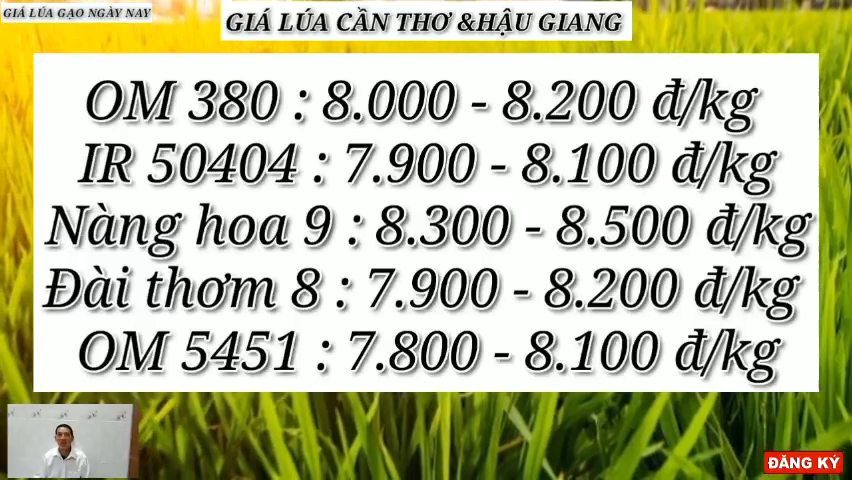 GIÁ LÚA GẠO NGÀY NAY
GIÁ LÚA CẦN THƠ &HẬU GIANG
OM 380 : 8.000 - 8.200 đ/kg
IR 50404 : 7.900 - 8.100 đ/kg
Nàng hoa 9 : 8.300 - 8.500 đ/kg
Đài thơm 8 : 7.900 - 8.200 đ/kg
OM 5451 : 7.800 - 8.100 đ/kg
ĐĂNG KÝ